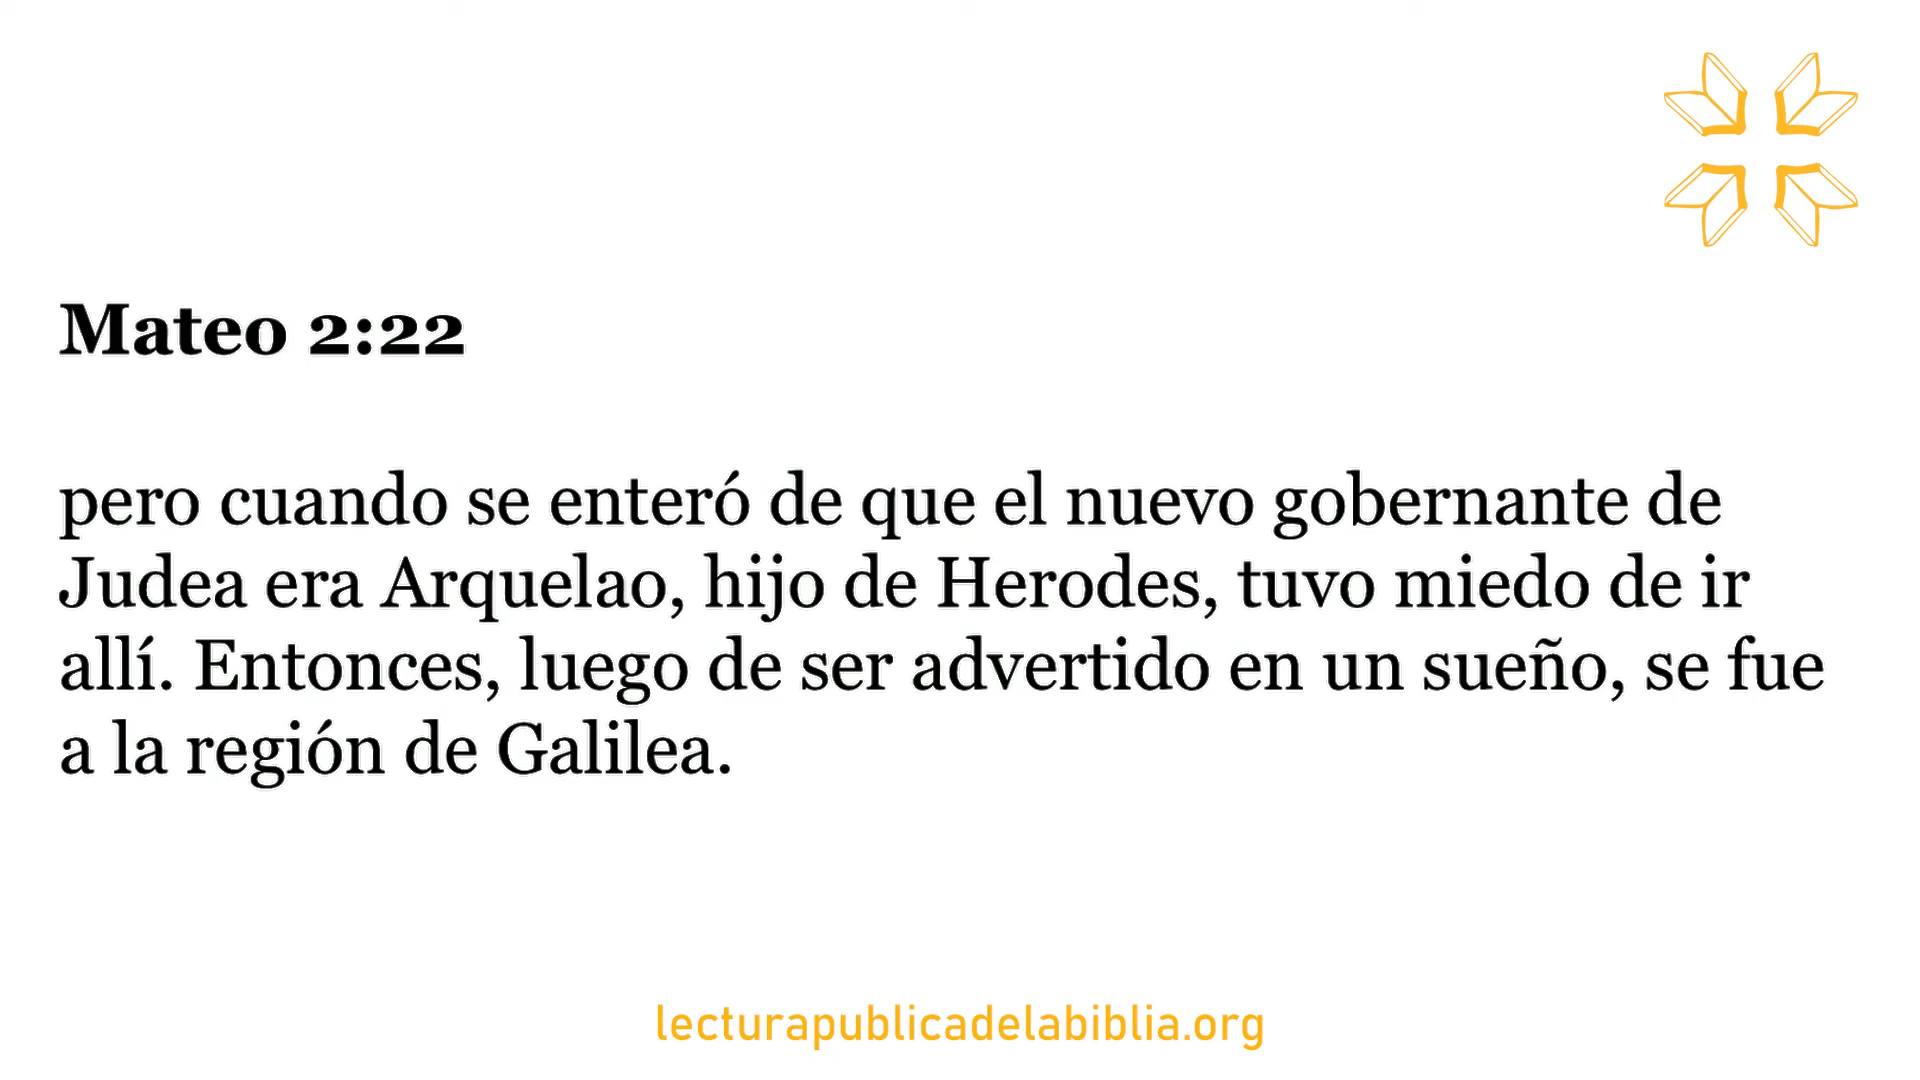 Mateo 2:22
pero cuando se enteró de que el nuevo gobernante de
Judea era Arquelao, hijo de Herodes, tuvo miedo de ir
allí. Entonces, luego de ser advertido en un sueño, se fue
a la región de Galilea.
lecturapublicadelabiblia.org